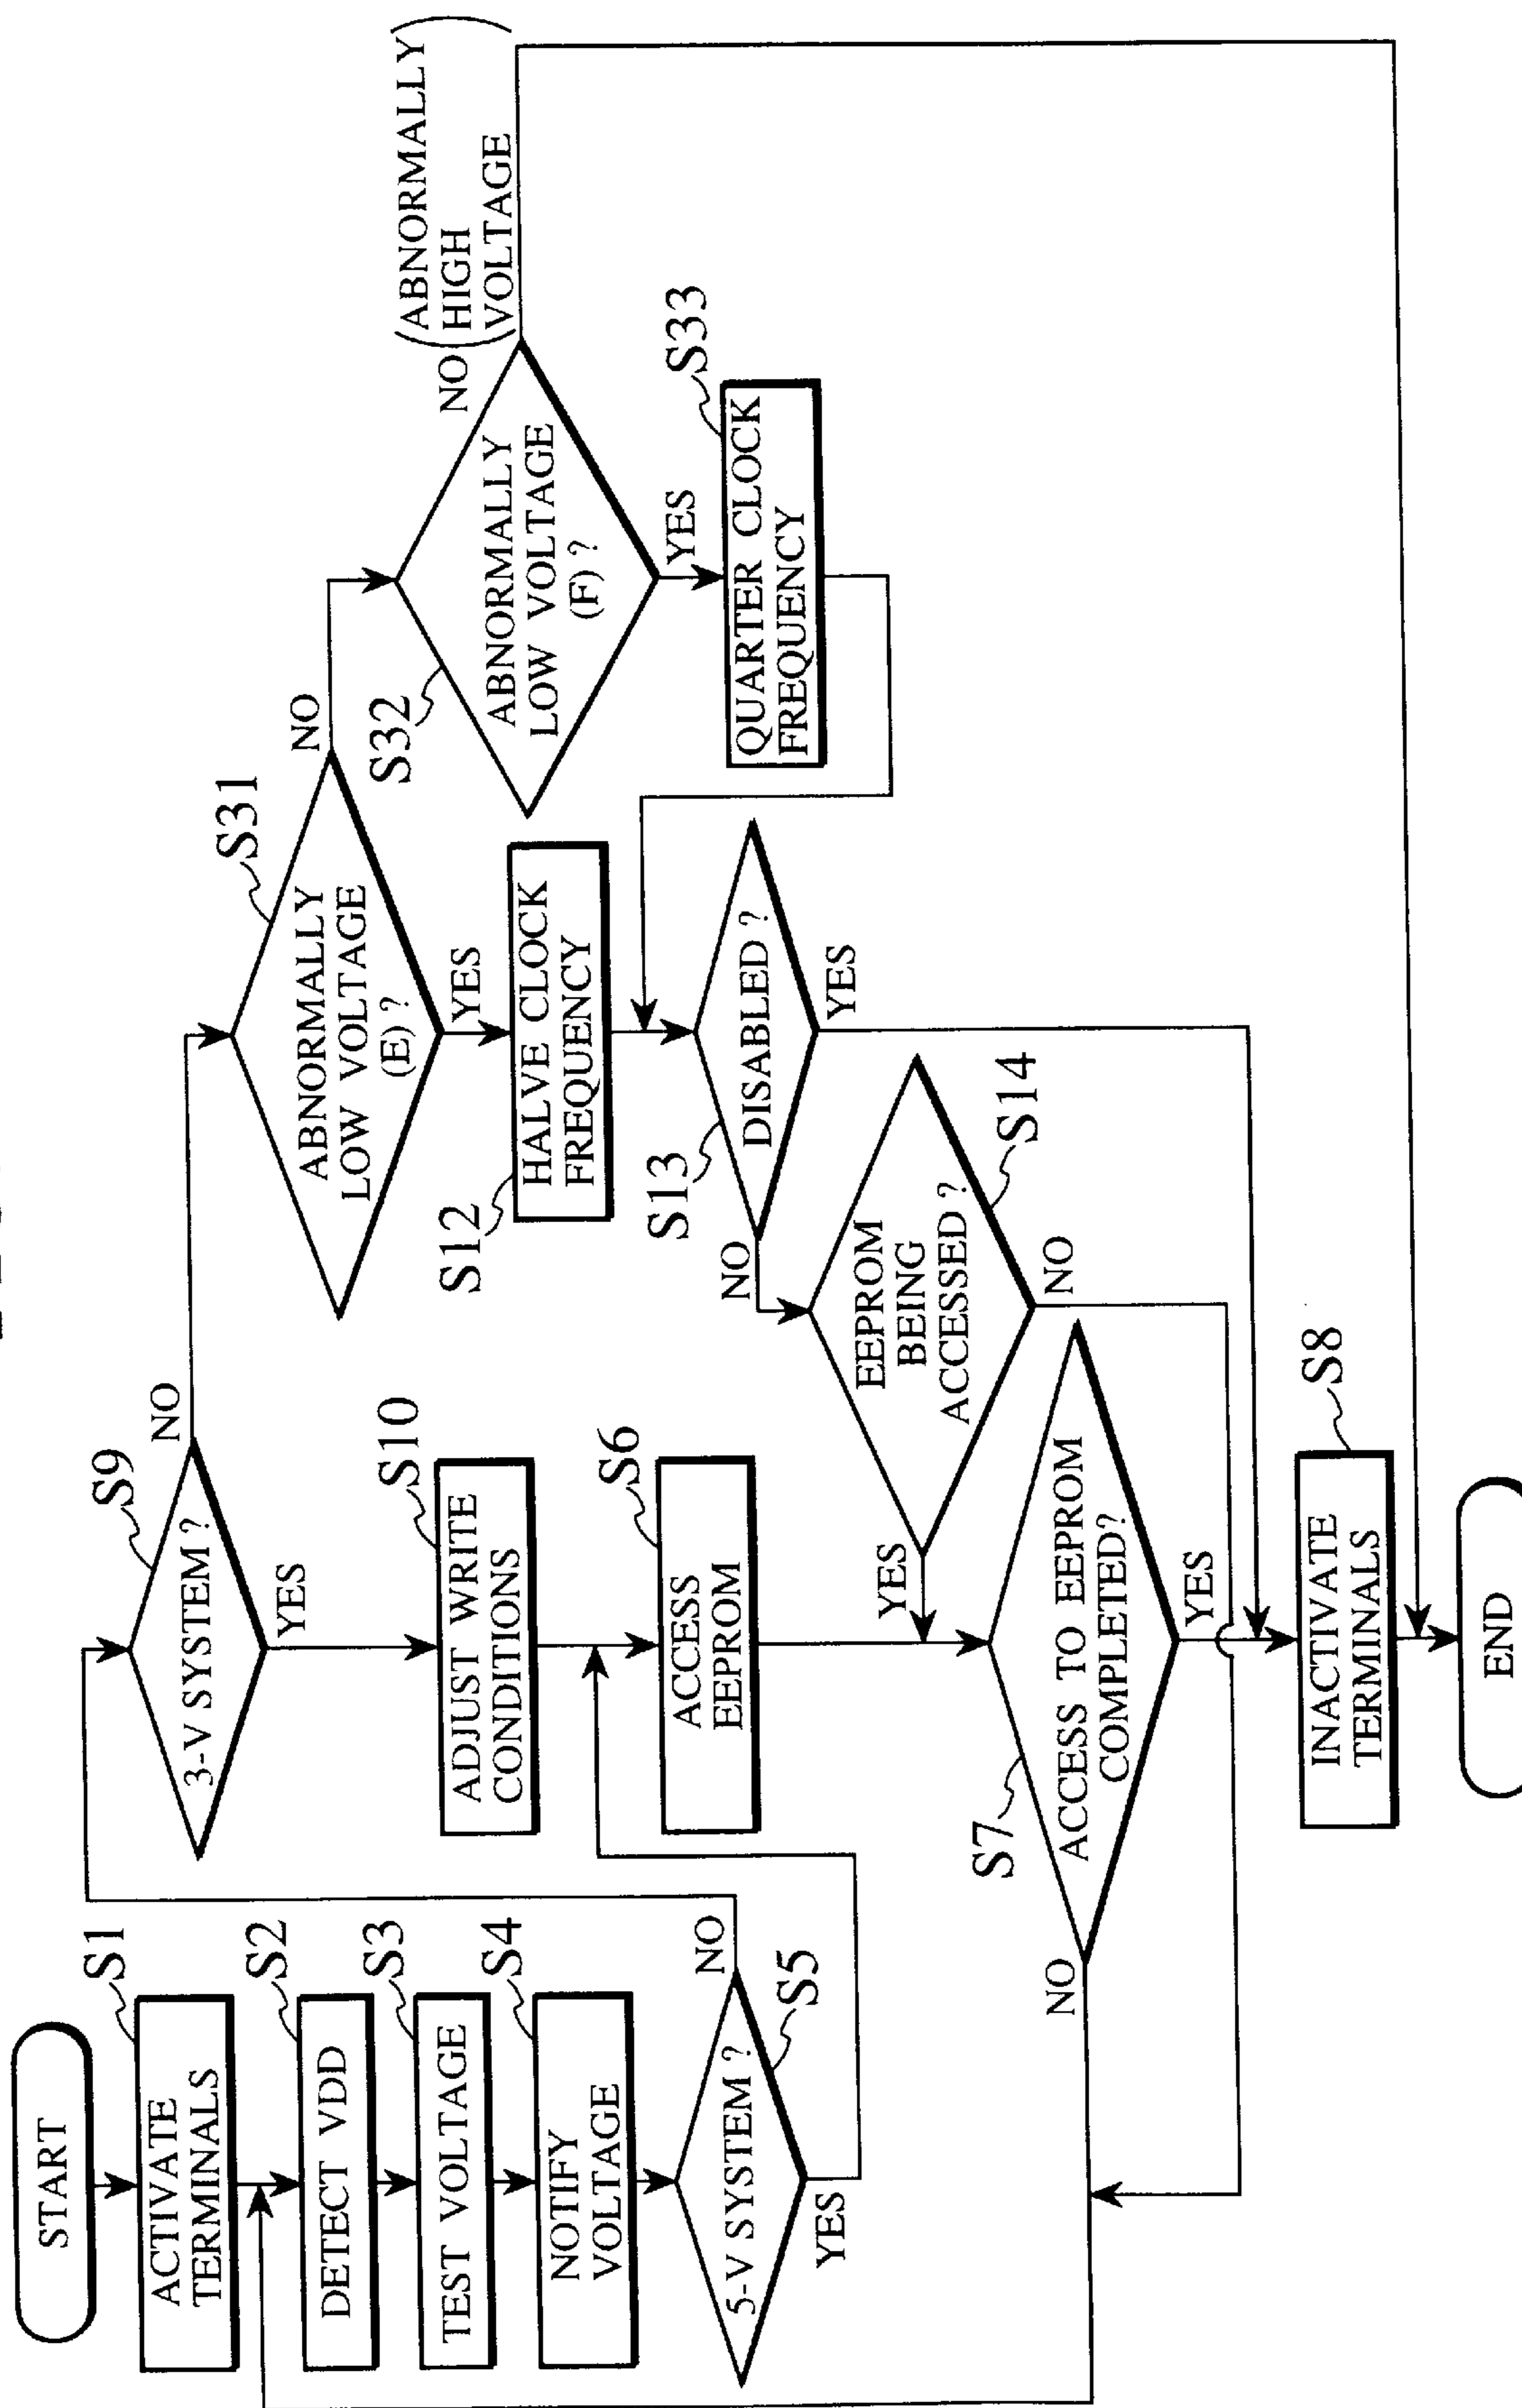 START
S1
ACTIVATE
TERMINALS
S2
DETECT VDD
S3
TEST VOLTAGE
S4
NOTIFY
VOLTAGE
S5
5-V SYSTEM ?
NO
YES
S9
3-V SYSTEM ?
NO
YES
S10
ADJUST WRITE
CONDITIONS
S6
ACCESS
EEPROM
S7
ACCESS TO EEPROM
COMPLETED?
NO
YES
S8
INACTIVATE
TERMINALS
END
S31
ABNORMALLY
LOW VOLTAGE
(E) ?
NO
YES
S12
HALVE CLOCK
FREQUENCY
S13
DISABLED ?
NO
YES
S14
EEPROM
BEING
ACCESSED ?
YES
NO
S32
ABNORMALLY
LOW VOLTAGE
(F) ?
NO
(ABNORMALLY
HIGH
VOLTAGE)
YES
S33
QUARTER CLOCK
FREQUENCY